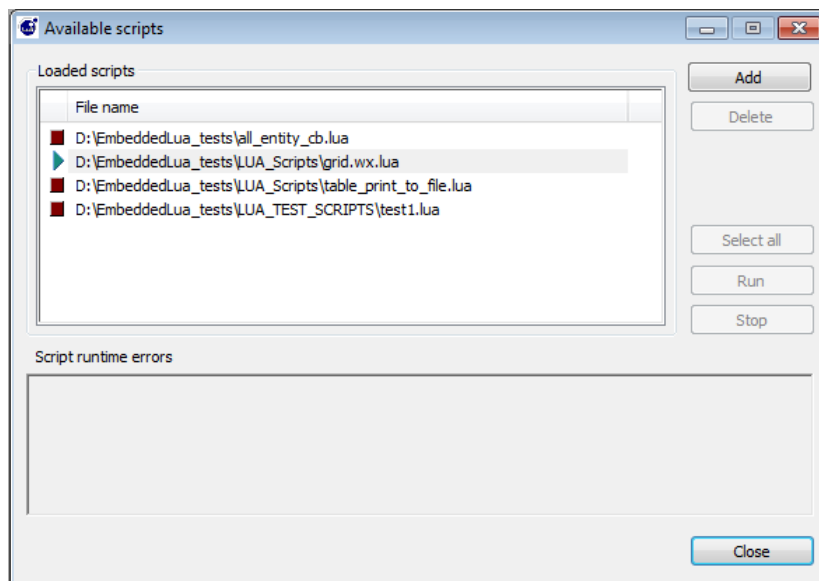 Available scripts
Loaded scripts
File name
D:\EmbeddedLua_tests\all_entity_cb.lua
D:\EmbeddedLua_tests\LUA_Scripts\grid.wx.lua
D:\EmbeddedLua_tests\LUA_Scripts\table_print_to_file.lua
D:\EmbeddedLua_tests\LUA_TEST_SCRIPTS\test1.lua
Add
Delete
Select all
Run
Stop
Script runtime errors
Close